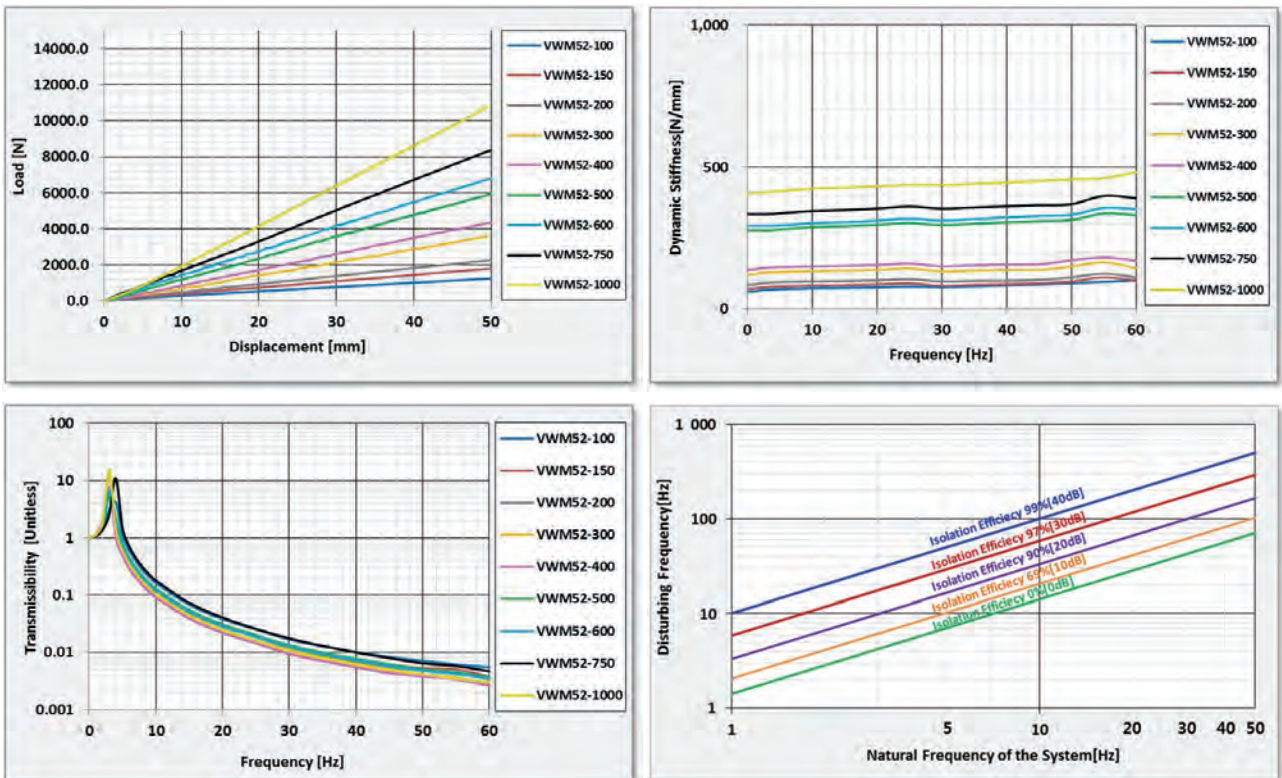 14000.0
12000.0
10000.0
8000.0
6000.0
4000.0
2000.0
0.0
Load [N]
0 10 20 30 40 50
Displacement [mm]
VWM52-100
VWM52-150
VWM52-200
VWM52-300
VWM52-400
VWM52-500
VWM52-600
VWM52-750
VWM52-1000
1,000
500
0
Dynamic Stiffness[N/mm]
0 10 20 30 40 50 60
Frequency [Hz]
VWM52-100
VWM52-150
VWM52-200
VWM52-300
VWM52-400
VWM52-500
VWM52-600
VWM52-750
VWM52-1000
100
10
1
0.1
0.01
0.001
Transmissibility [Unitless]
0 10 20 30 40 50 60
Frequency [Hz]
VWM52-100
VWM52-150
VWM52-200
VWM52-300
VWM52-400
VWM52-500
VWM52-600
VWM52-750
VWM52-1000
1 000
100
10
1
Disturbing Frequency[Hz]
Isolation Efficiecy 99%[40dB]
Isolation Efficiecy 97%[30dB]
Isolation Efficiecy 90%[20dB]
Isolation Efficiecy 69%[10dB]
Isolation Efficiecy 0%[0dB]
1 5 10 20 30 40 50
Natural Frequency of the System[Hz]